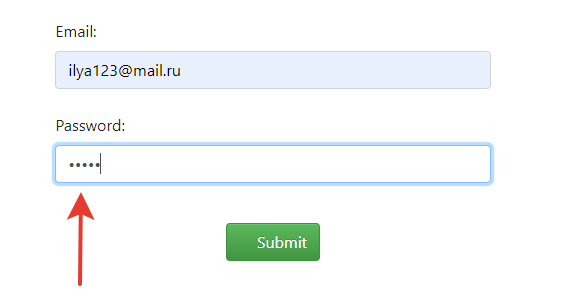 Email:
ilya123@mail.ru
Password:
•••••
Submit